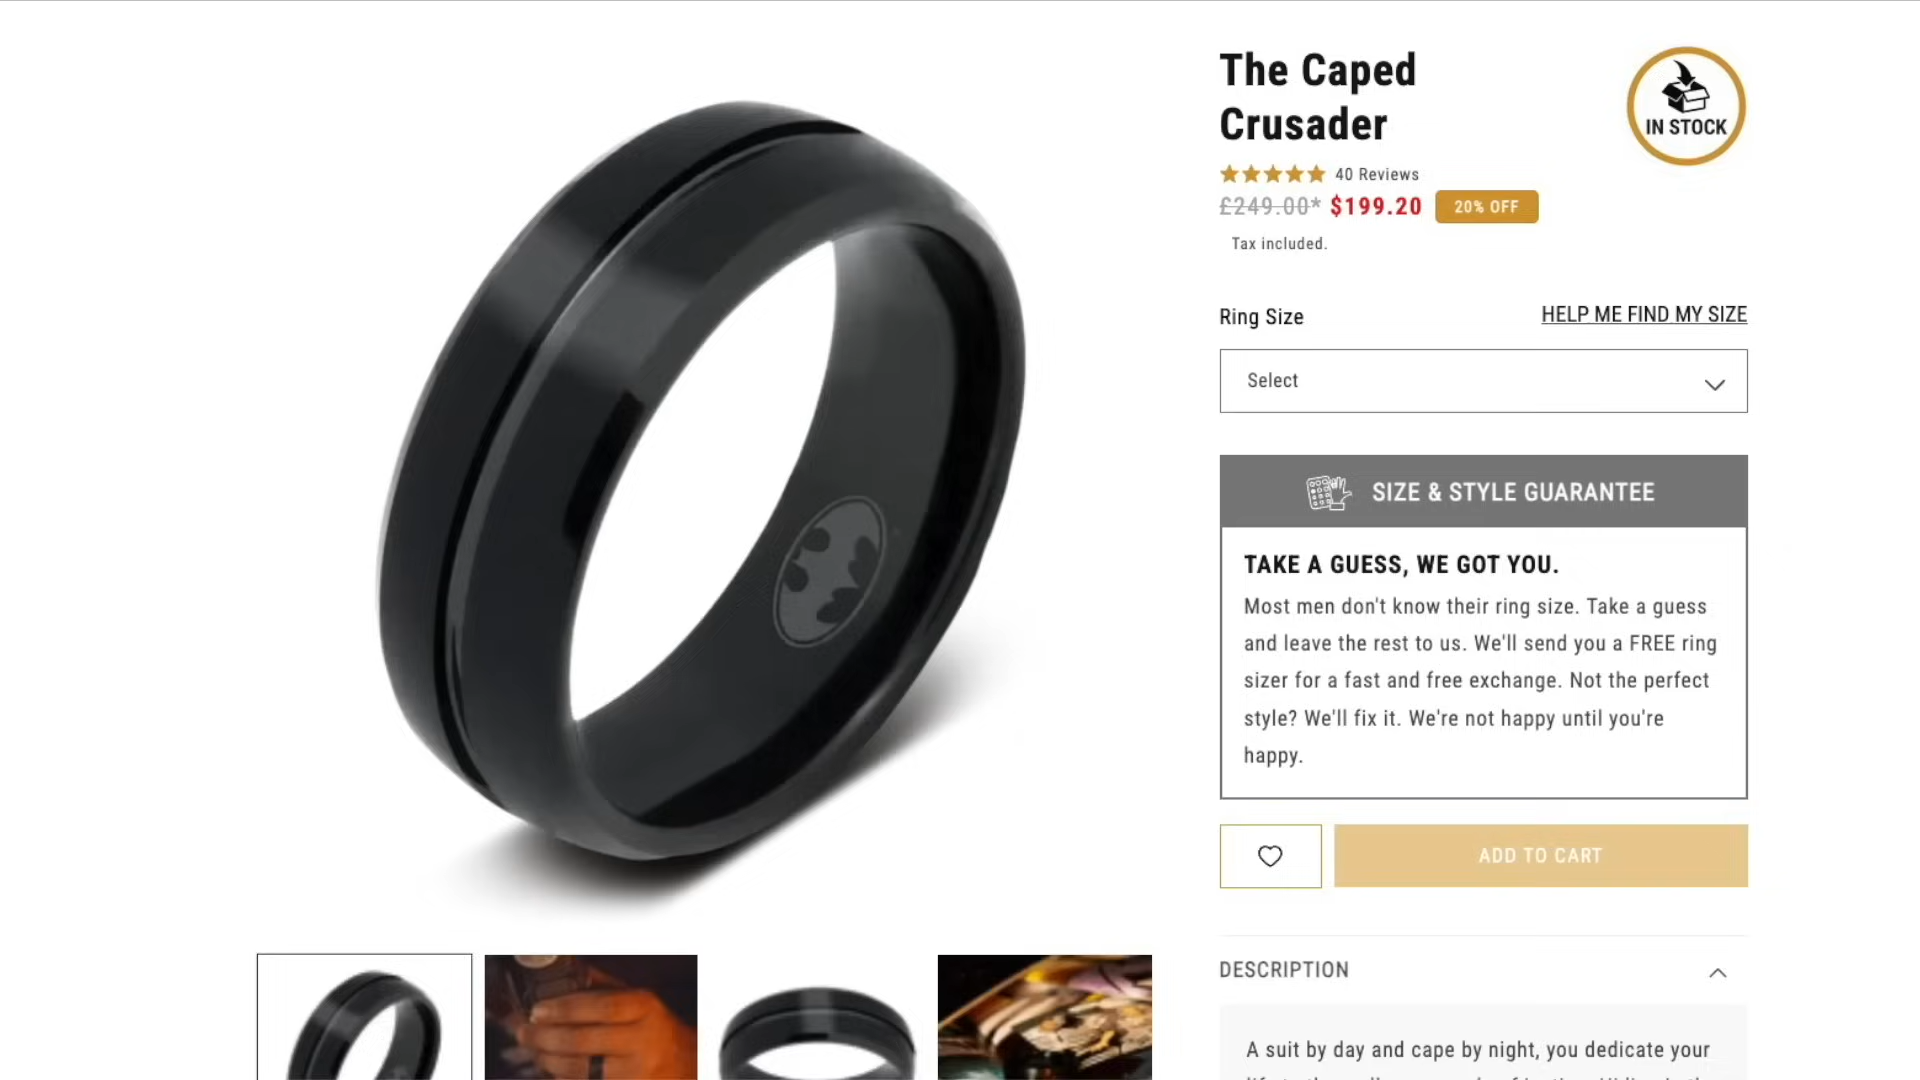 The Caped
Crusader
IN STOCK
40 Reviews
£249.00* $199.20 20% OFF
Tax included.
Ring Size
HELP ME FIND MY SIZE
Select
SIZE & STYLE GUARANTEE
TAKE A GUESS, WE GOT YOU.
Most men don't know their ring size. Take a guess
and leave the rest to us. We'll send you a FREE ring
sizer for a fast and free exchange. Not the perfect
style? We'll fix it. We're not happy until you're
happy.
ADD TO CART
DESCRIPTION
A suit by day and cape by night, you dedicate your